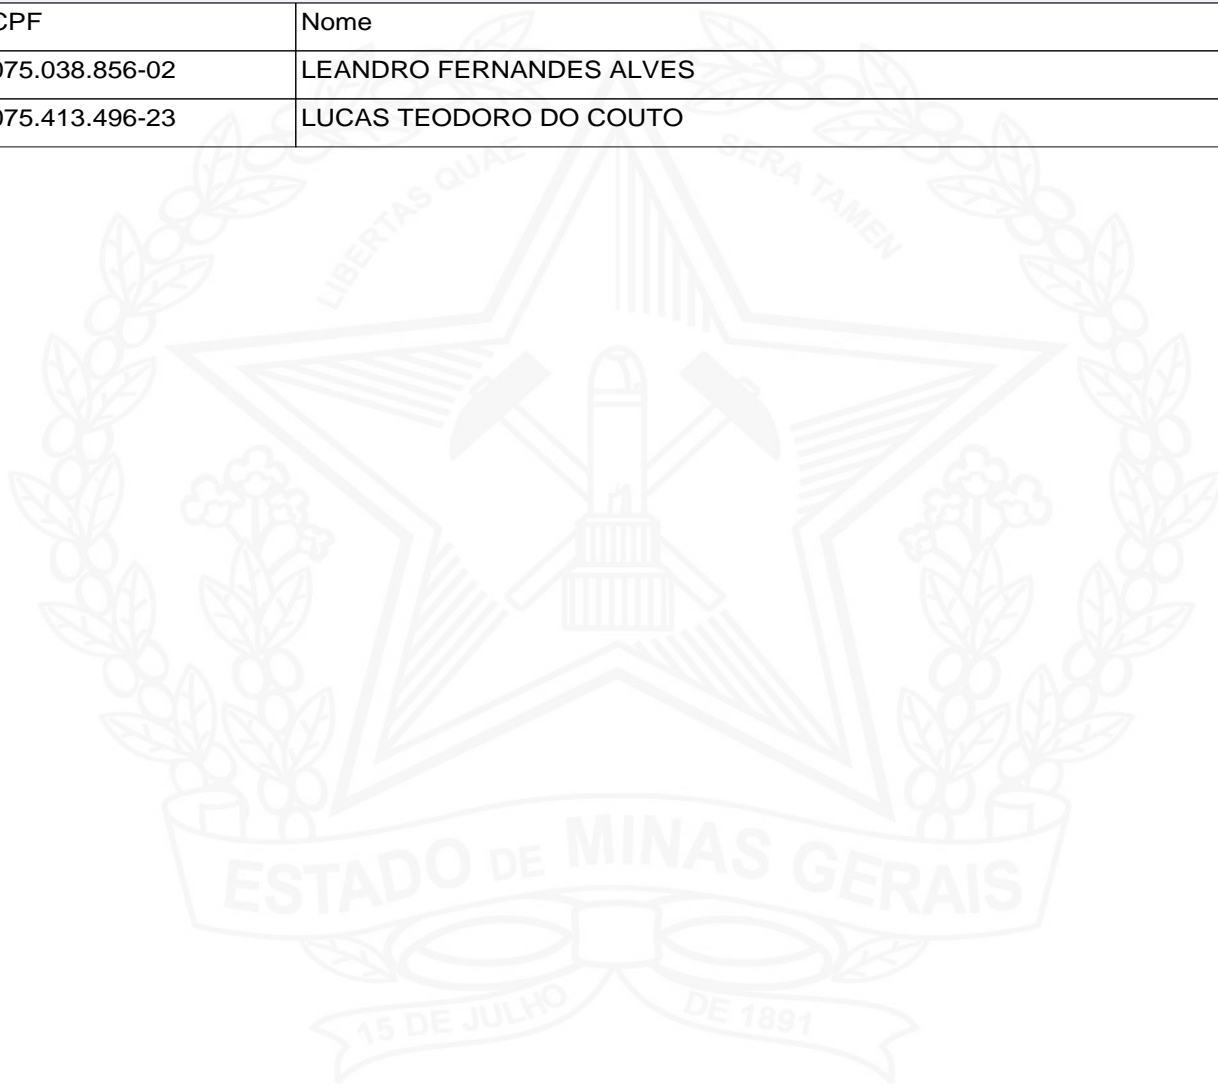 CPF Nome
075.038.856-02 LEANDRO FERNANDES ALVES
075.413.496-23 LUCAS TEODORO DO COUTO
LIBERTAS QUAE SERA TAMEN
ESTADO DE MINAS GERAIS
15 DE JULHO DE 1891